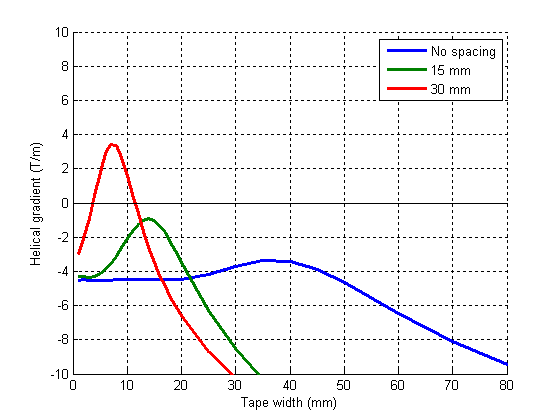 10
8
6
4
2
0
-2
-4
-6
-8
-10
0 10 20 30 40 50 60 70 80
Helical gradient (T/m)
Tape width (mm)
No spacing
15 mm
30 mm